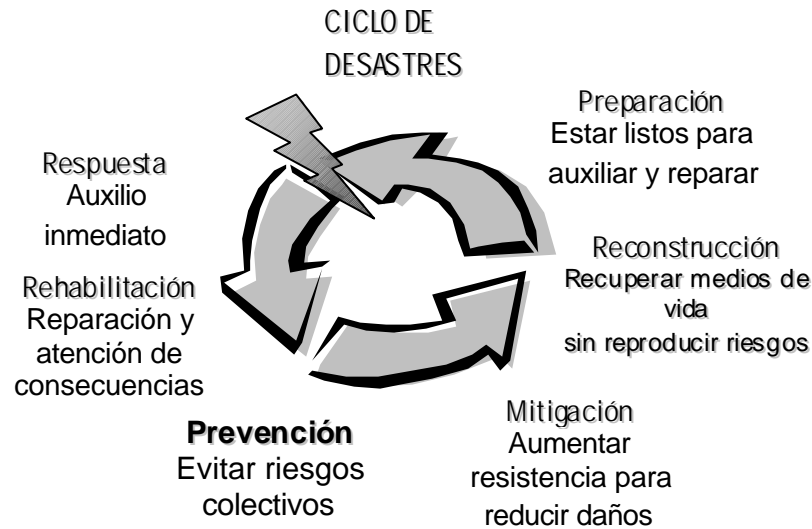 CICLO DE
DESASTRES
Preparación
Estar listos para
auxiliar y reparar
Respuesta
Auxilio
inmediato
Reconstrucción
Recuperar medios de
vida
sin reproducir riesgos
Rehabilitación
Reparación y
atención de
consecuencias
Mitigación
Aumentar
resistencia para
reducir daños
Prevención
Evitar riesgos
colectivos